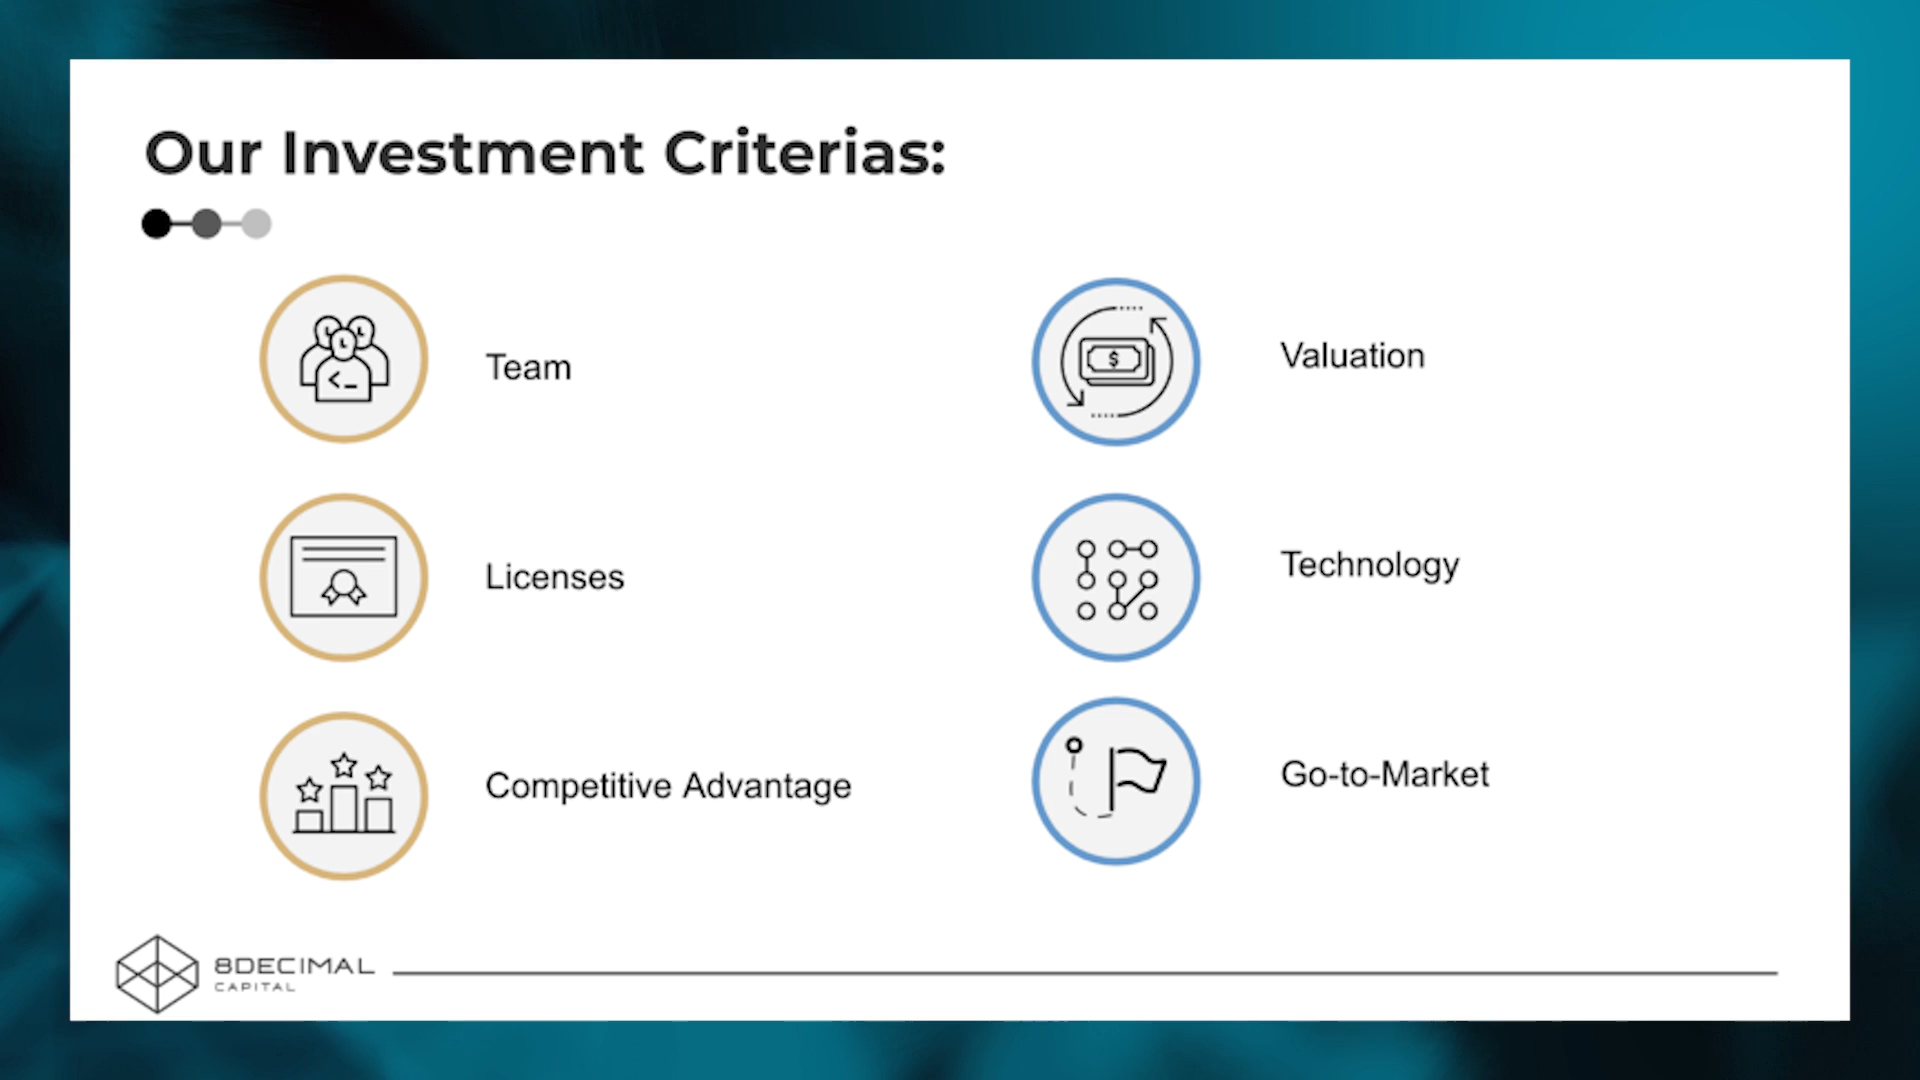 Our Investment Criterias:
Team
Valuation
Licenses
Technology
Competitive Advantage
Go-to-Market
8DECIMAL
CAPITAL